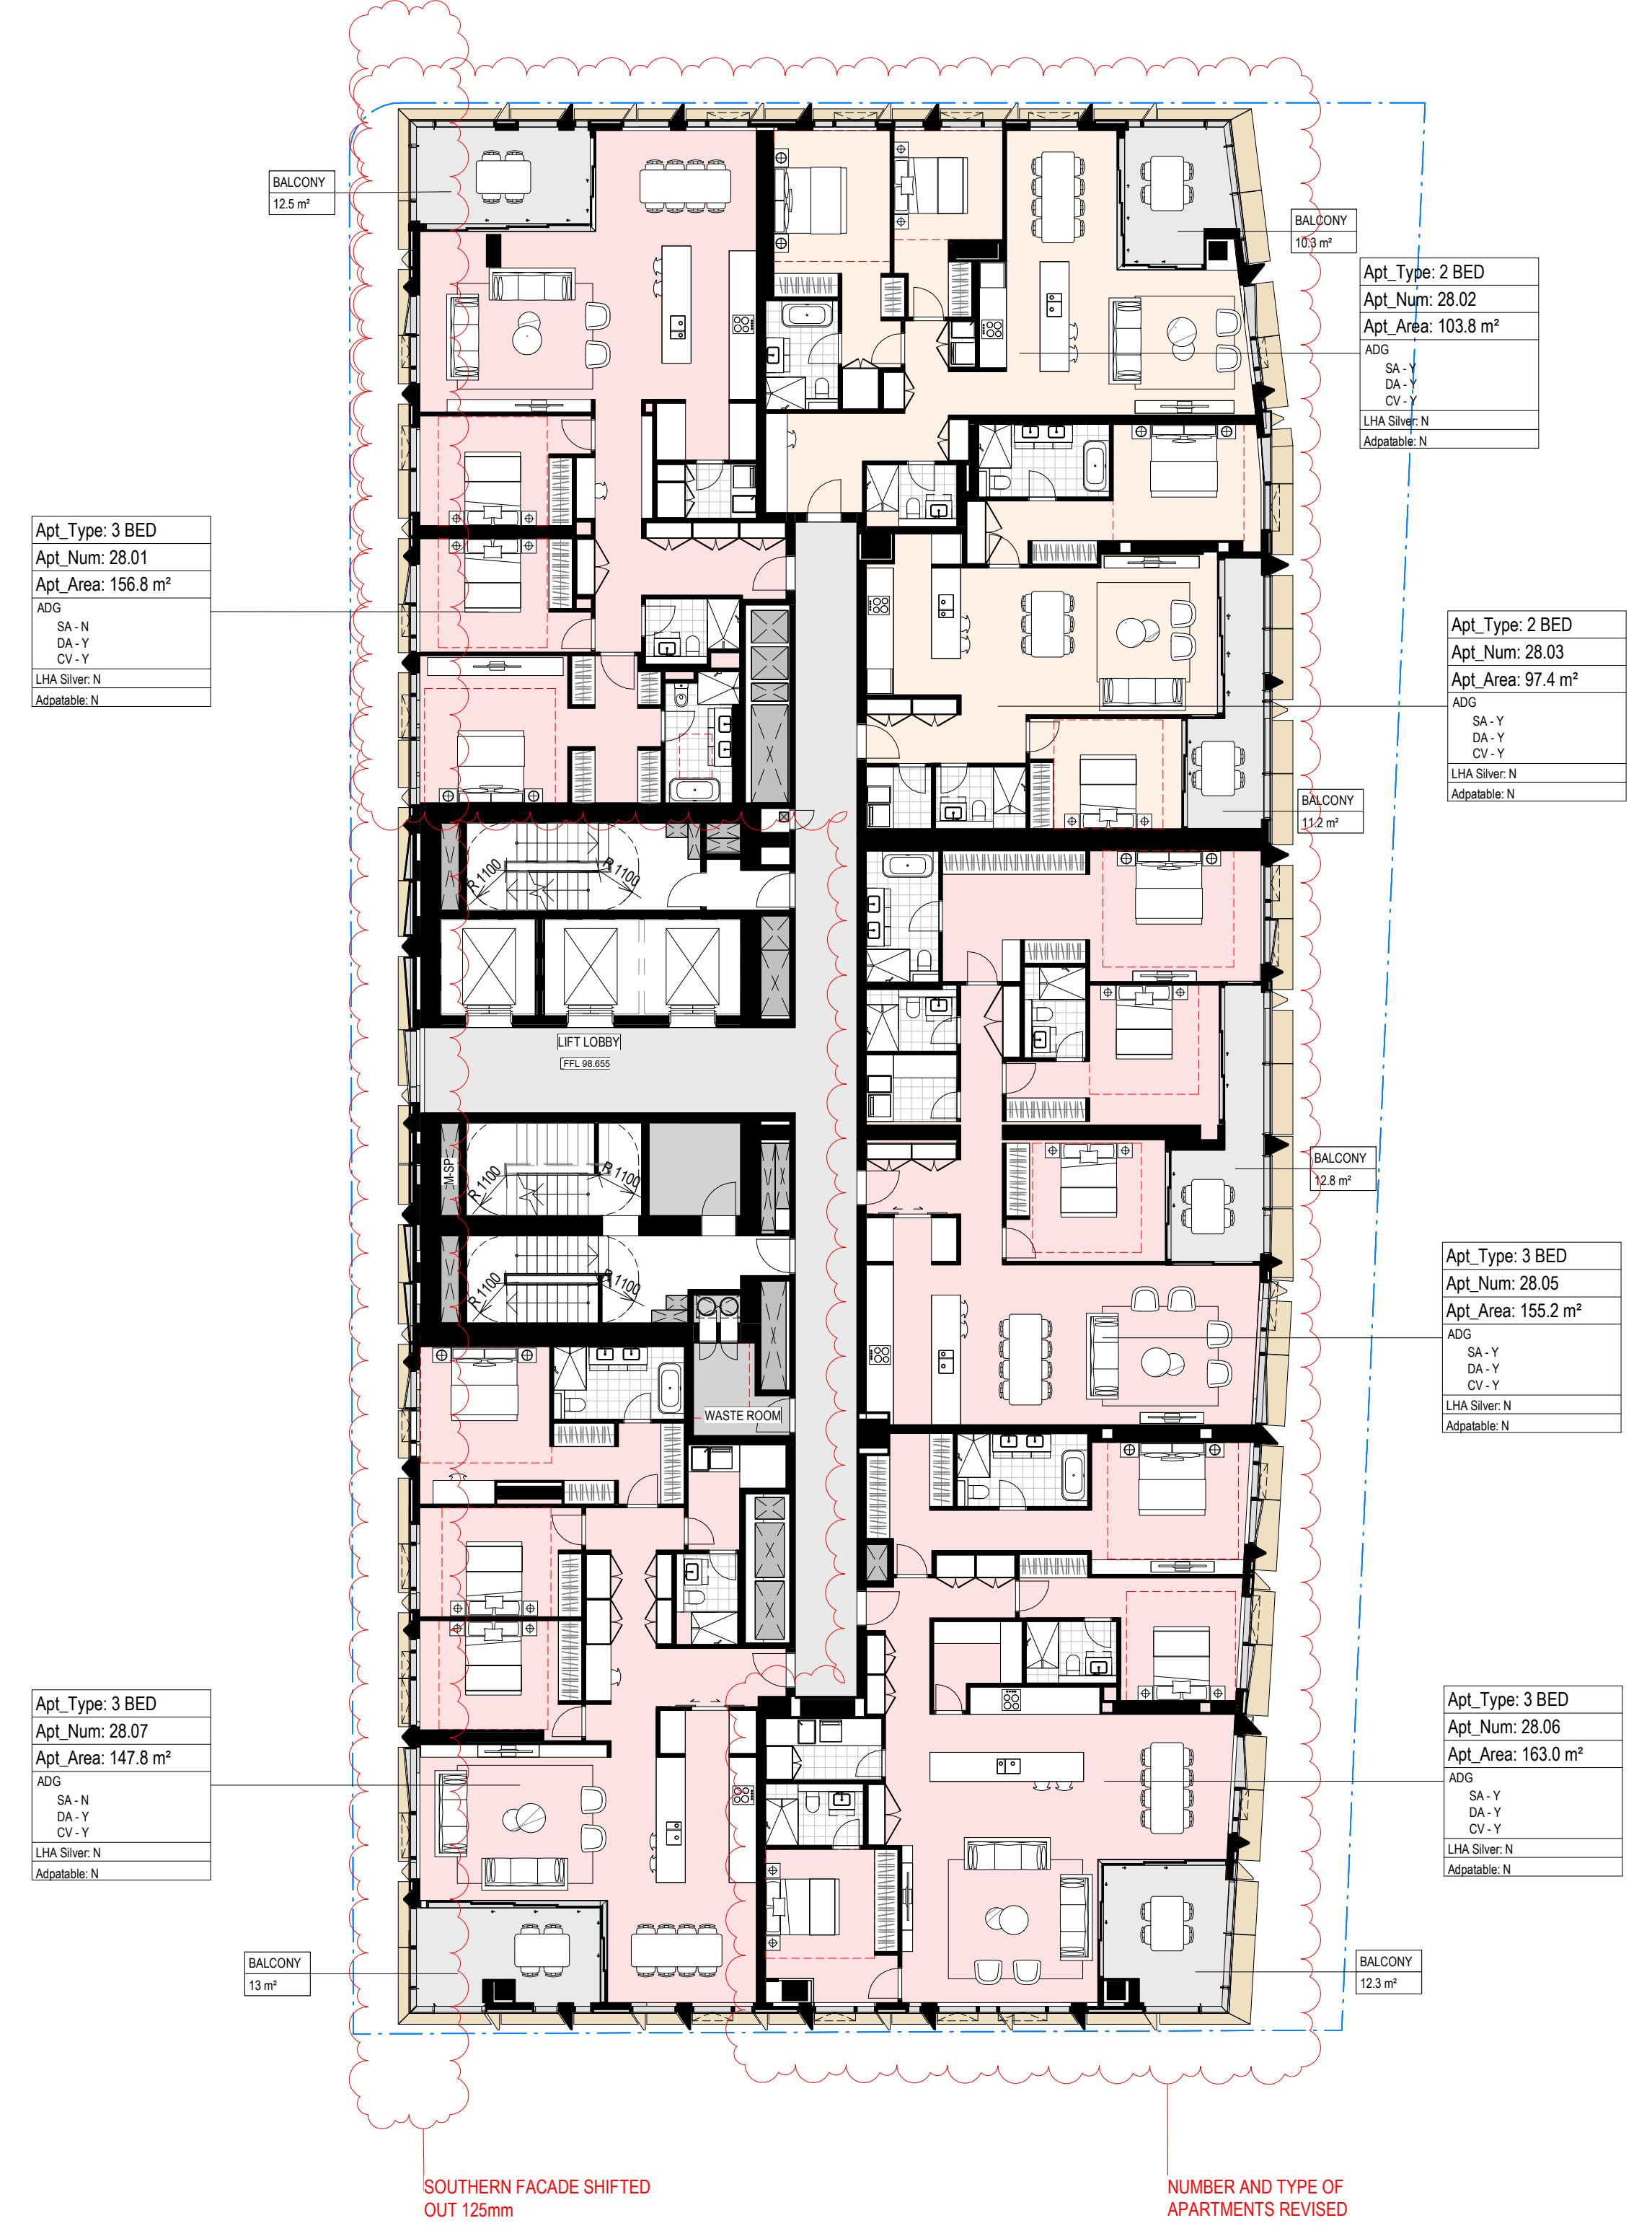 BALCONY
12.5 m²
BALCONY
10.3 m²
Apt_Type: 2 BED
Apt_Num: 28.02
Apt_Area: 103.8 m²
ADG
SA - Y
DA - Y
CV - Y
LHA Silver: N
Adpatable: N
Apt_Type: 3 BED
Apt_Num: 28.01
Apt_Area: 156.8 m²
ADG
SA - N
DA - Y
CV - Y
LHA Silver: N
Adpatable: N
Apt_Type: 2 BED
Apt_Num: 28.03
Apt_Area: 97.4 m²
ADG
SA - Y
DA - Y
CV - Y
LHA Silver: N
Adpatable: N
BALCONY
11.2 m²
R 1100
R 1100
LIFT LOBBY
FFL 98.655
M-SP
R 1100
R 1100
BALCONY
12.8 m²
R 1100
R 1100
Apt_Type: 3 BED
Apt_Num: 28.05
Apt_Area: 155.2 m²
ADG
SA - Y
DA - Y
CV - Y
LHA Silver: N
Adpatable: N
WASTE ROOM
Apt_Type: 3 BED
Apt_Num: 28.07
Apt_Area: 147.8 m²
ADG
SA - N
DA - Y
CV - Y
LHA Silver: N
Adpatable: N
Apt_Type: 3 BED
Apt_Num: 28.06
Apt_Area: 163.0 m²
ADG
SA - Y
DA - Y
CV - Y
LHA Silver: N
Adpatable: N
BALCONY
13 m²
BALCONY
12.3 m²
SOUTHERN FACADE SHIFTED
OUT 125mm
NUMBER AND TYPE OF
APARTMENTS REVISED